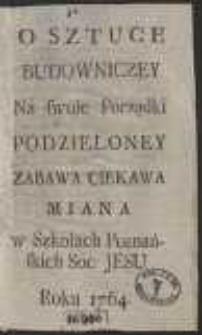 O SZTUCE
BUDOWNICZEY
Na swoie Porządki
PODZIELONEY
ZABAWA CIEKAWA
MIANA
w Szkołach Poznań-
skich Soc: JESU
Roku 1764